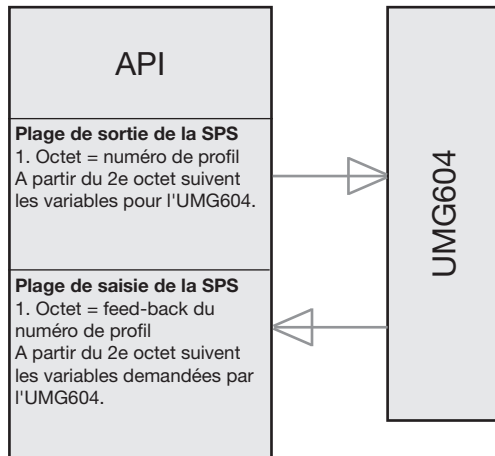 API
Plage de sortie de la SPS
1. Octet = numéro de profil
A partir du 2e octet suivent
les variables pour l'UMG604.
Plage de saisie de la SPS
1. Octet = feed-back du
numéro de profil
A partir du 2e octet suivent
les variables demandées par
l'UMG604.
UMG604